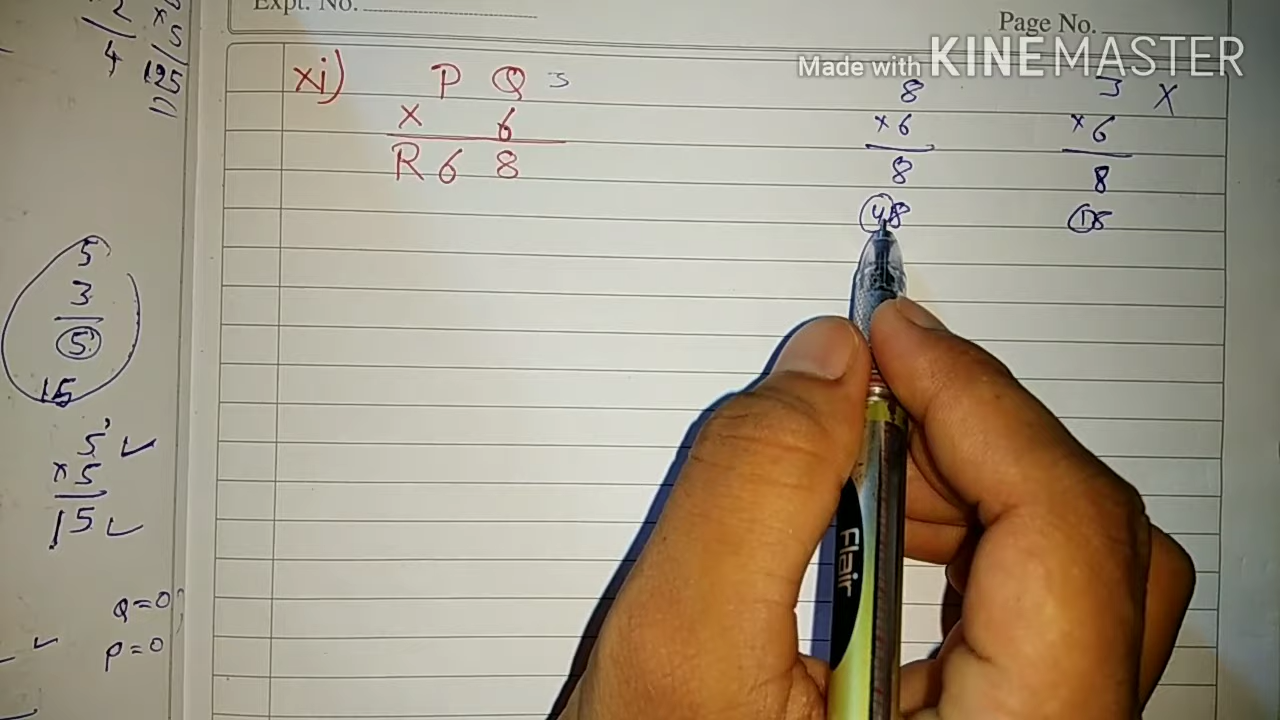 Expt. No.
Page No.
Made with KINEMASTER
xi) P Q 3
× 6
R 6 8
8
× 6
8
48
3 X
× 6
8
18
× 5
125
4
5
3
5
15
5 ✓
× 5
15 ✓
Q = 0
P = 0
✓
Flair